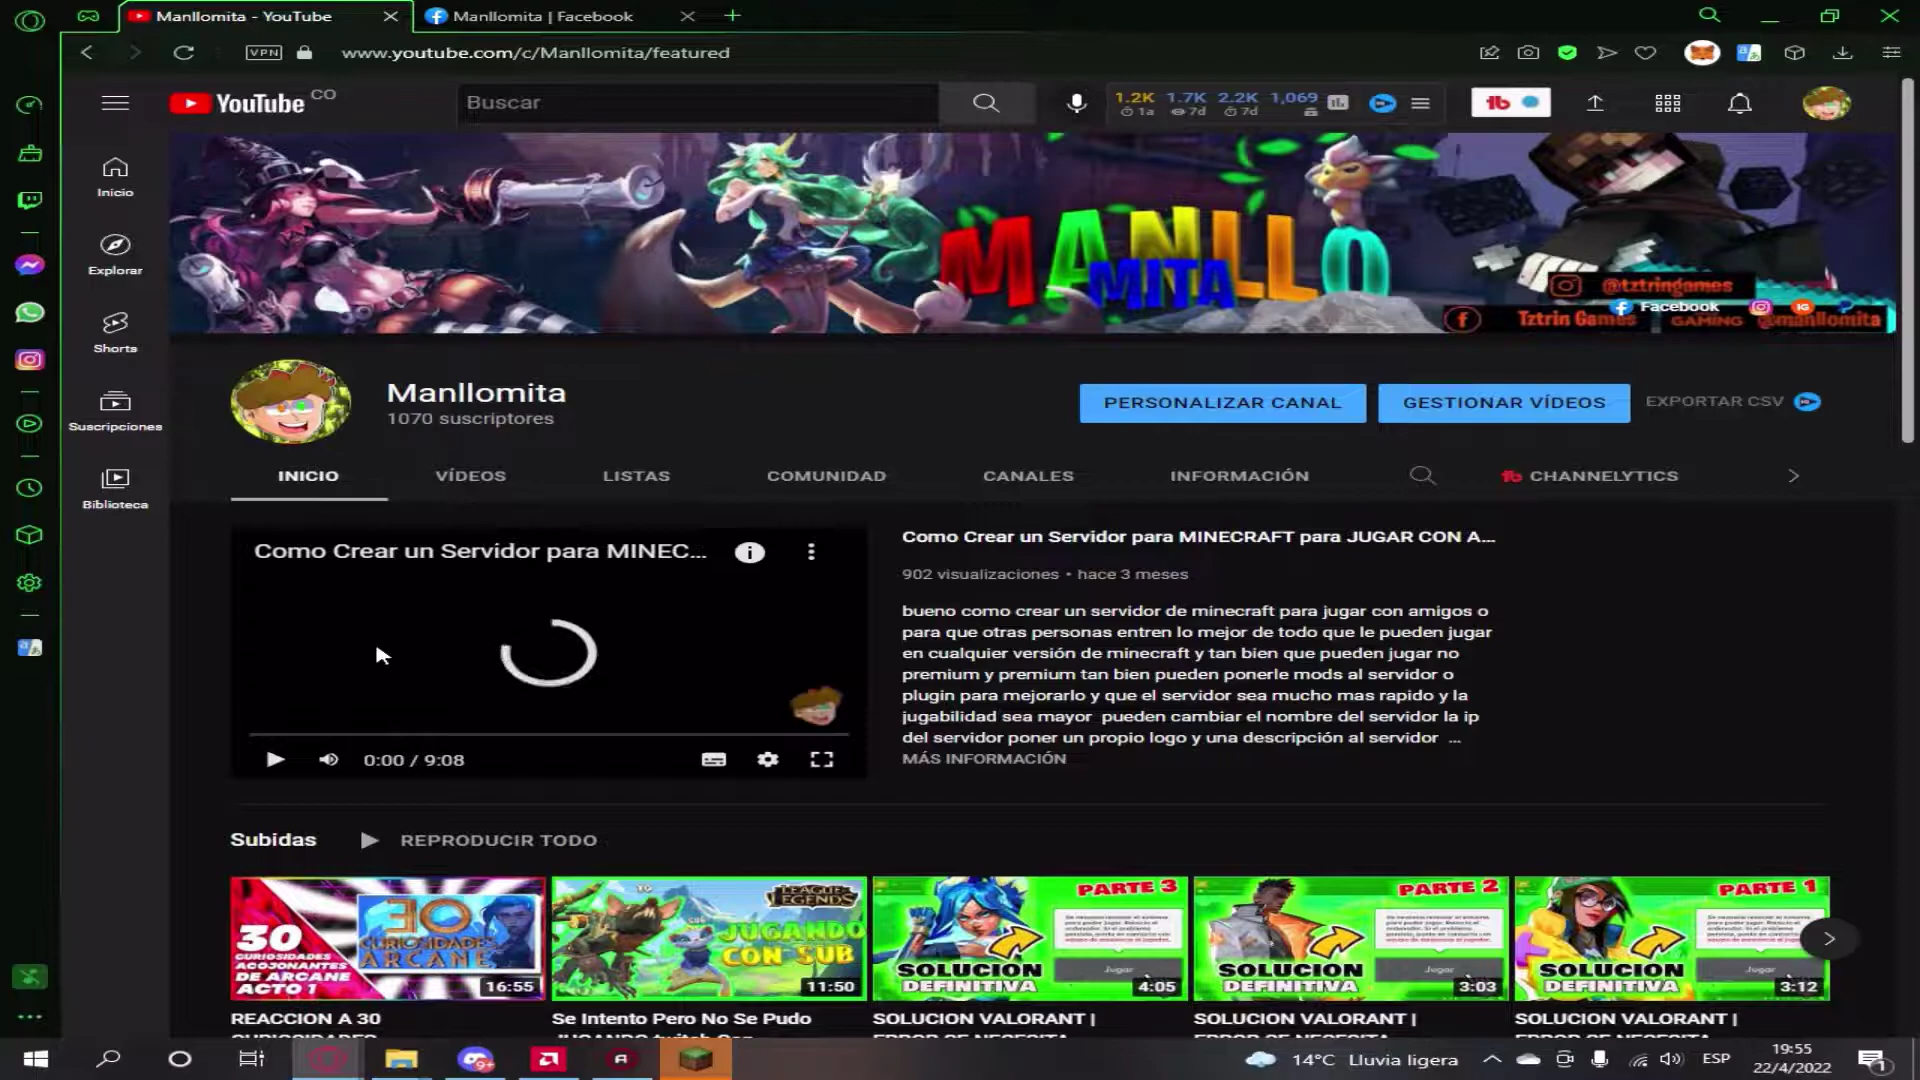 Manllomita - YouTube
Manllomita | Facebook
VPN
www.youtube.com/c/Manllomita/featured
YouTube CO
Buscar
1.2K 1.7K 2.2K 1,069
1a 7d 7d
Inicio
Explorar
Shorts
Suscripciones
Biblioteca
MANLLO
MITA
@tztringames
Facebook
Tztrin Games
GAMING
@manllomita
Manllomita
1070 suscriptores
PERSONALIZAR CANAL
GESTIONAR VÍDEOS
EXPORTAR CSV
INICIO
VÍDEOS
LISTAS
COMUNIDAD
CANALES
INFORMACIÓN
CHANNELYTICS
Como Crear un Servidor para MINEC...
0:00 / 9:08
Como Crear un Servidor para MINECRAFT para JUGAR CON A...
902 visualizaciones • hace 3 meses
bueno como crear un servidor de minecraft para jugar con amigos o
para que otras personas entren lo mejor de todo que le pueden jugar
en cualquier versión de minecraft y tan bien que pueden jugar no
premium y premium tan bien pueden ponerle mods al servidor o
plugin para mejorarlo y que el servidor sea mucho mas rapido y la
jugabilidad sea mayor pueden cambiar el nombre del servidor la ip
del servidor poner un propio logo y una descripción al servidor ...
MÁS INFORMACIÓN
Subidas
REPRODUCIR TODO
30
CURIOSIDADES
ACOJONANTES
DE ARCANE
ACTO 1
30
CURIOSIDADES
ARCANE
16:55
LEAGUE
LEGENDS
JUGANDO
CON SUB
11:50
PARTE 3
Jugar
SOLUCION
DEFINITIVA
4:05
PARTE 2
Jugar
SOLUCION
DEFINITIVA
3:03
PARTE 1
Jugar
SOLUCION
DEFINITIVA
3:12
REACCION A 30
Se Intento Pero No Se Pudo
SOLUCION VALORANT |
SOLUCION VALORANT |
SOLUCION VALORANT |
9+
14°C Lluvia ligera
ESP
19:55
22/4/2022
1